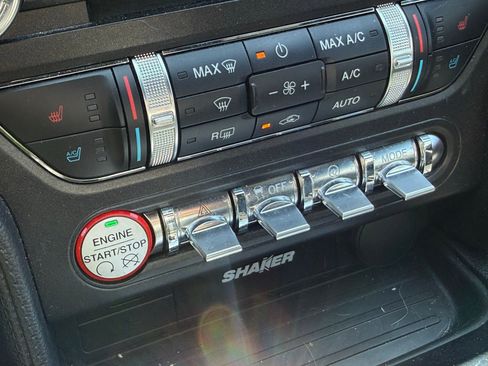 MAX
MAX A/C
- +
A/C
R
AUTO
A/C
OFF
MODE
ENGINE
START/STOP
SHAKER